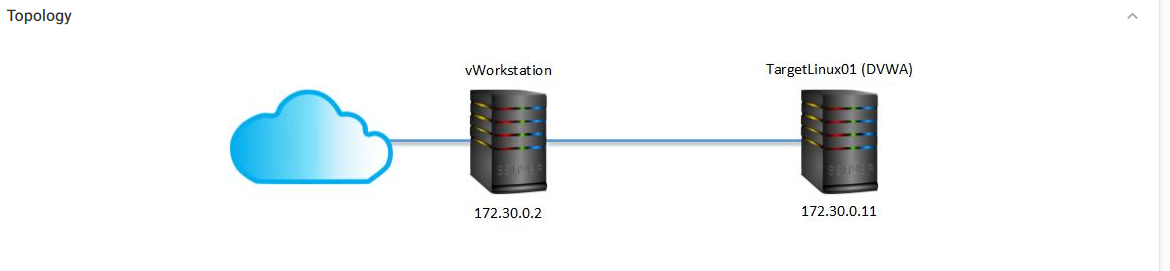 Topology
vWorkstation
TargetLinux01 (DVWA)
172.30.0.2
172.30.0.11